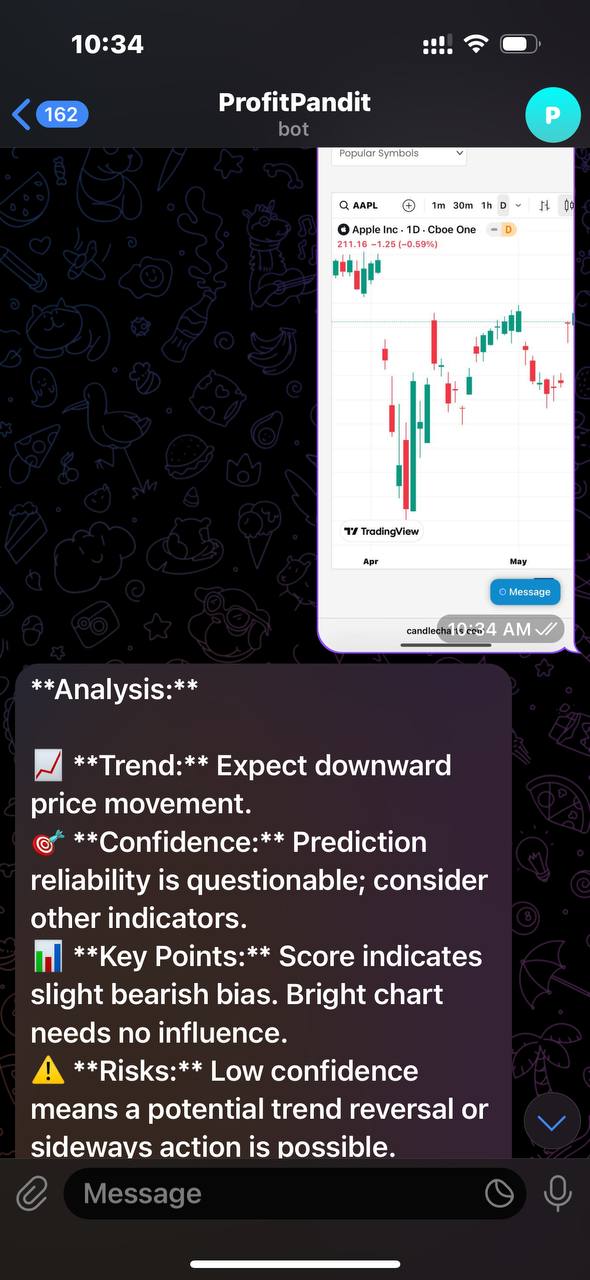 10:34
162
ProfitPandit
bot
P
Popular Symbols
AAPL
1m 30m 1h D
Apple Inc · 1D · Cboe One
D
211.16 −1.25 (−0.59%)
TradingView
Apr
May
Message
10:34 AM
**Analysis:**
📈 **Trend:** Expect downward
price movement.
🎯 **Confidence:** Prediction
reliability is questionable; consider
other indicators.
📊 **Key Points:** Score indicates
slight bearish bias. Bright chart
needs no influence.
⚠️ **Risks:** Low confidence
means a potential trend reversal or
sideways action is possible.
Message